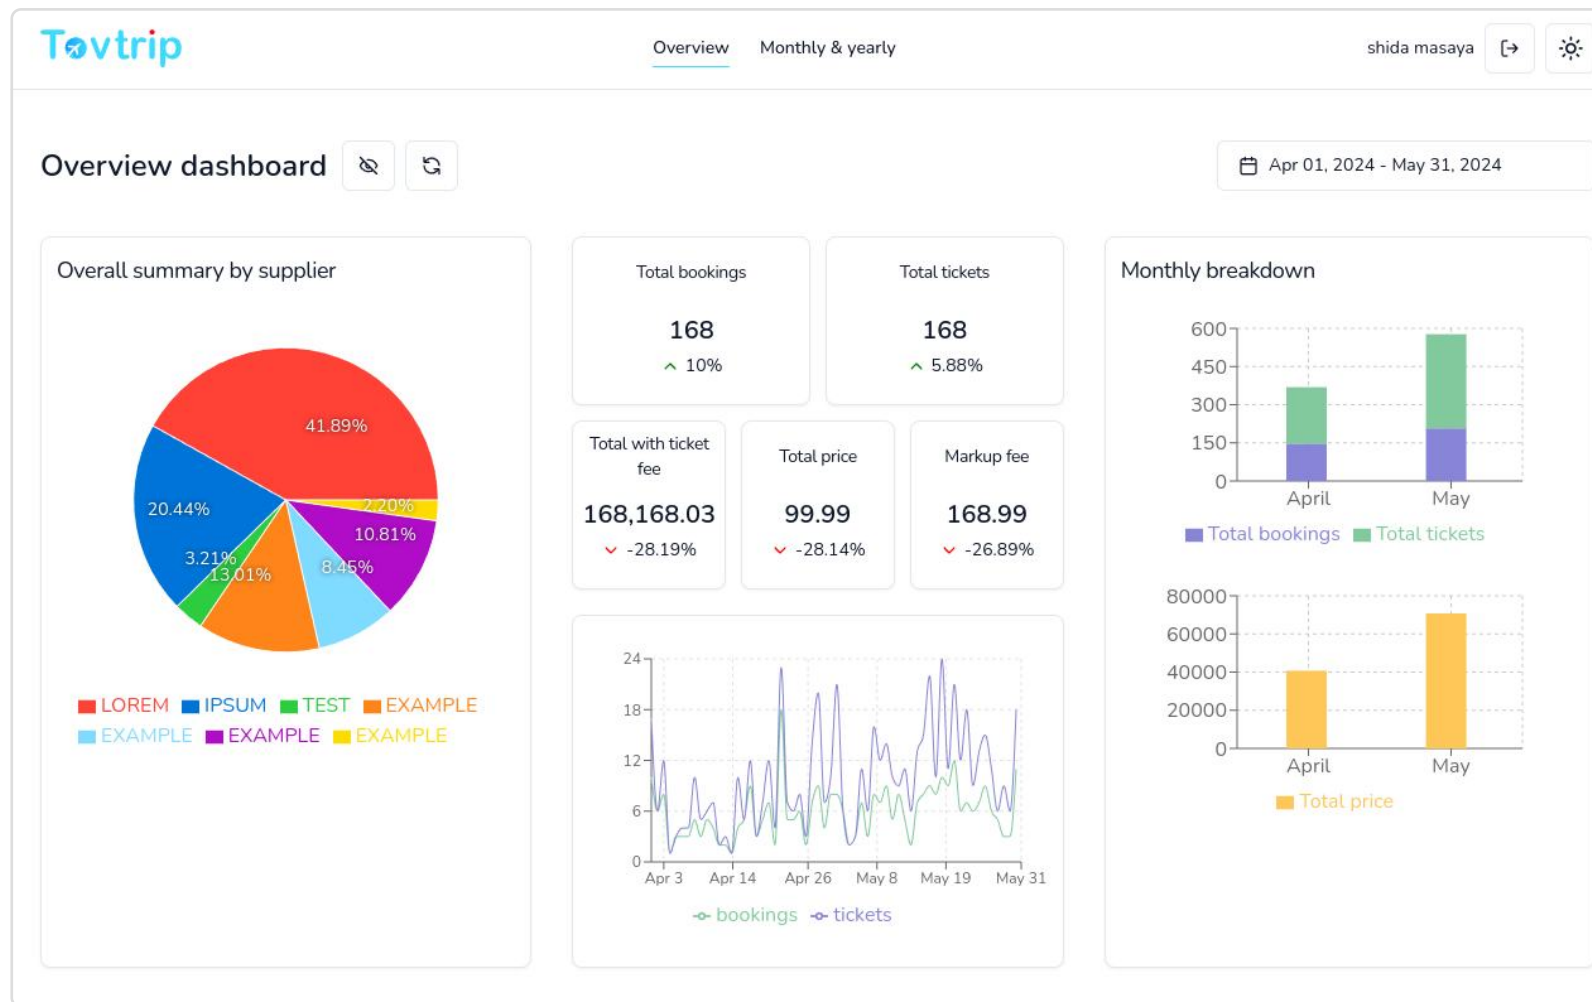 Tovtrip
Overview Monthly & yearly
shida masaya
Overview dashboard
Apr 01, 2024 - May 31, 2024
Overall summary by supplier
41.89%
20.44%
3.21%
13.01%
8.45%
10.81%
2.20%
LOREM IPSUM TEST EXAMPLE
EXAMPLE EXAMPLE EXAMPLE
Total bookings
168
10%
Total tickets
168
5.88%
Total with ticket
fee
168,168.03
-28.19%
Total price
99.99
-28.14%
Markup fee
168.99
-26.89%
24
18
12
6
0
Apr 3 Apr 14 Apr 26 May 8 May 19 May 31
bookings tickets
Monthly breakdown
600
450
300
150
0
April May
Total bookings Total tickets
80000
60000
40000
20000
0
April May
Total price